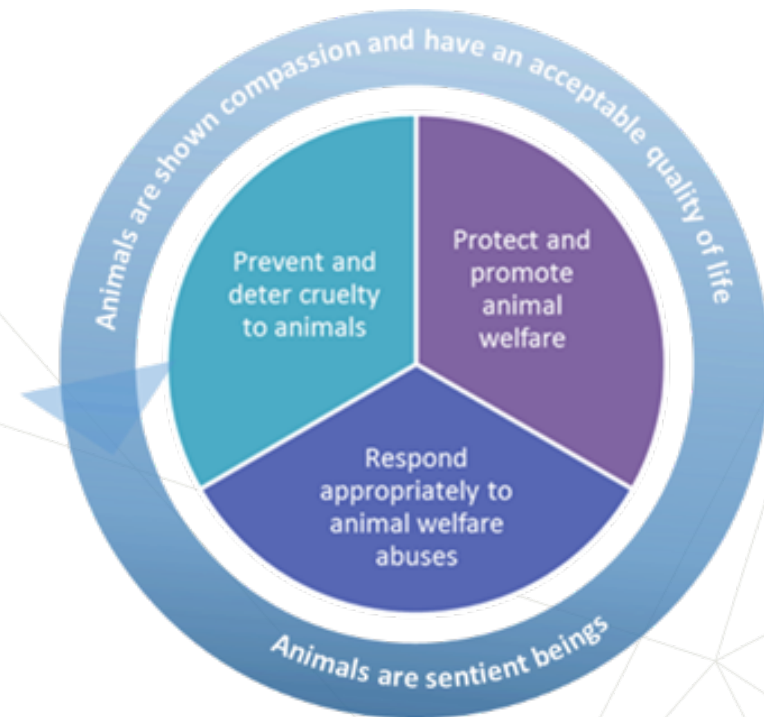 Animals are shown compassion and have an acceptable quality of life
Prevent and
deter cruelty
to animals
Protect and
promote
animal
welfare
Respond
appropriately to
animal welfare
abuses
Animals are sentient beings